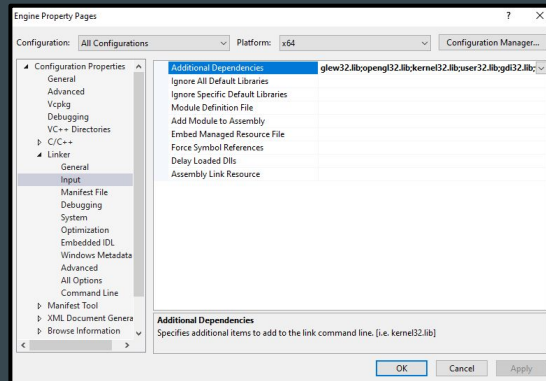 Engine Property Pages ? ×
Configuration: All Configurations Platform: x64 Configuration Manager...
Configuration Properties
General
Advanced
Vcpkg
Debugging
VC++ Directories
C/C++
Linker
General
Input
Manifest File
Debugging
System
Optimization
Embedded IDL
Windows Metadata
Advanced
All Options
Command Line
Manifest Tool
XML Document Genera
Browse Information
Additional Dependencies glew32.lib;opengl32.lib;kernel32.lib;user32.lib;gdi32.lib;
Ignore All Default Libraries
Ignore Specific Default Libraries
Module Definition File
Add Module to Assembly
Embed Managed Resource File
Force Symbol References
Delay Loaded Dlls
Assembly Link Resource
Additional Dependencies
Specifies additional items to add to the link command line. [i.e. kernel32.lib]
OK Cancel Apply